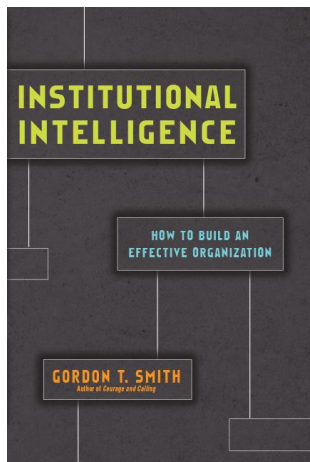 INSTITUTIONAL
INTELLIGENCE
HOW TO BUILD AN
EFFECTIVE ORGANIZATION
GORDON T. SMITH
Author of Courage and Calling